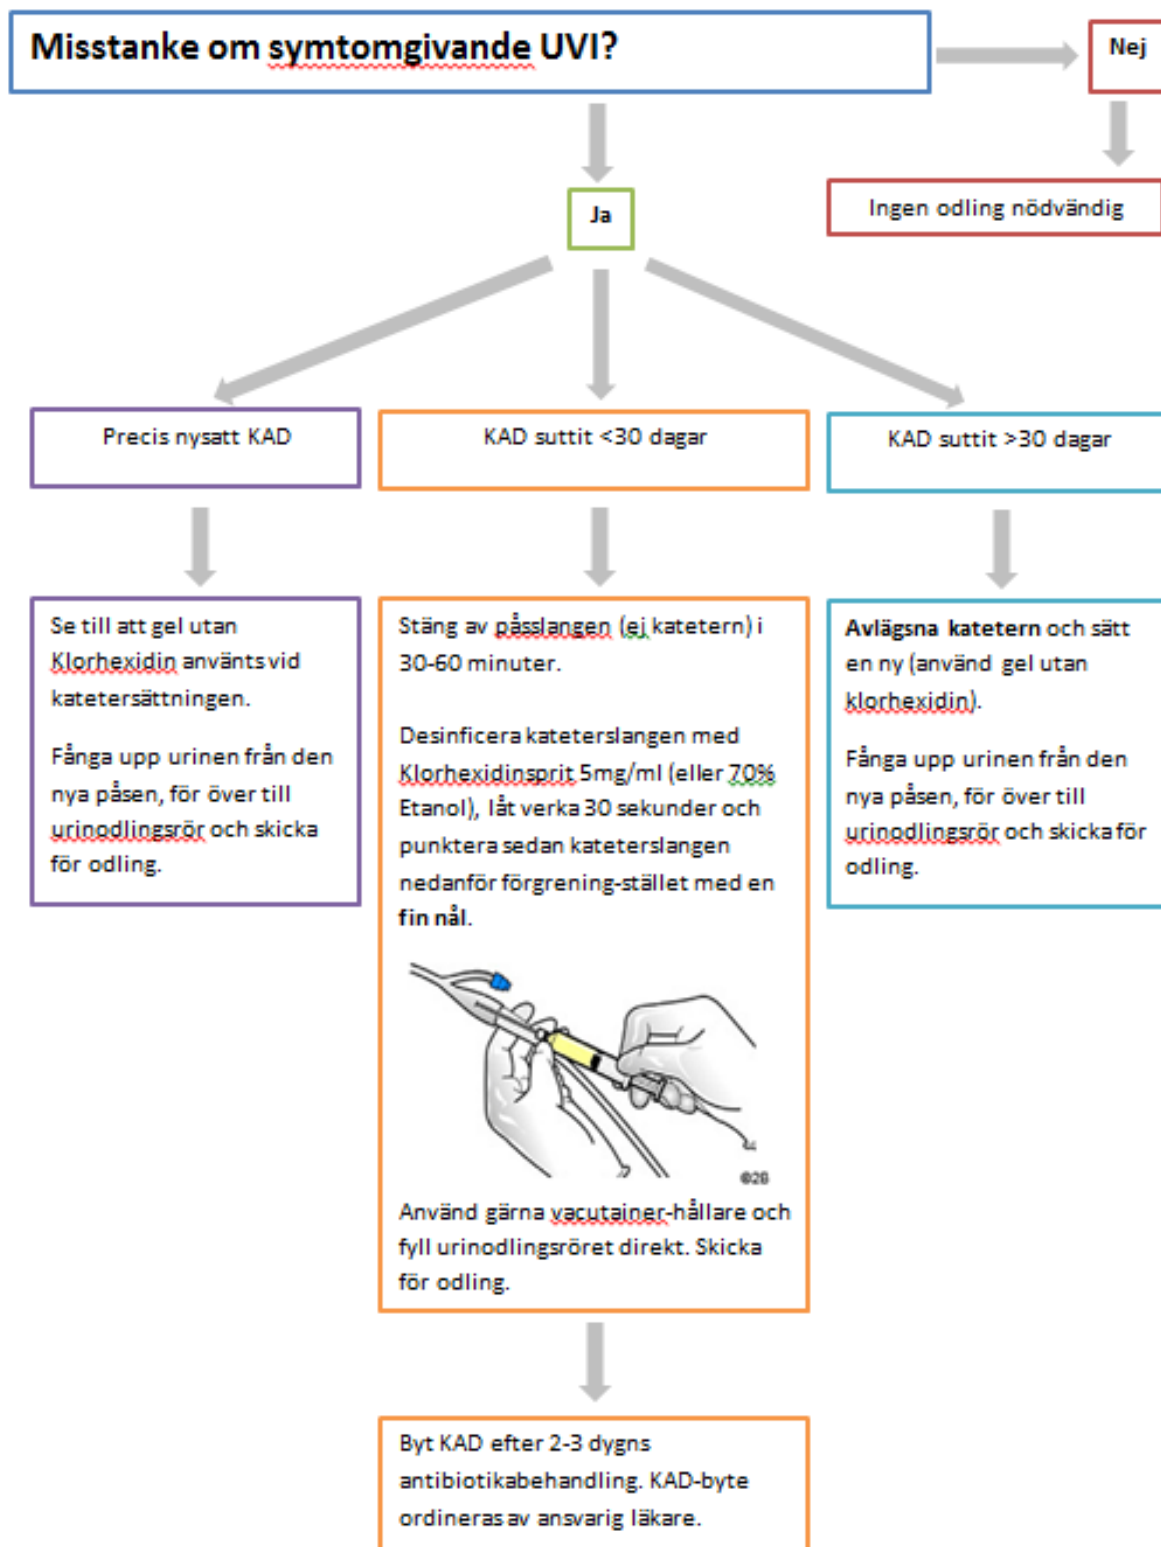 Misstanke om symtomgivande UVI?
Nej
Ingen odling nödvändig
Ja
Precis nysatt KAD
Se till att gel utan
Klorhexidin använts vid
katetersättningen.
Fånga upp urinen från den
nya påsen, för över till
urinodlingsrör och skicka
för odling.
KAD suttit <30 dagar
Stäng av påsslangen (ej katetern) i
30-60 minuter.
Desinficera kateterslangen med
Klorhexidinsprit 5mg/ml (eller 70%
Etanol), låt verka 30 sekunder och
punktera sedan kateterslangen
nedanför förgrening-stället med en
fin nål.
©2B
Använd gärna vacutainer-hållare och
fyll urinodlingsröret direkt. Skicka
för odling.
Byt KAD efter 2-3 dygns
antibiotikabehandling. KAD-byte
ordineras av ansvarig läkare.
KAD suttit >30 dagar
Avlägsna katetern och sätt
en ny (använd gel utan
klorhexidin).
Fånga upp urinen från den
nya påsen, för över till
urinodlingsrör och skicka för
odling.